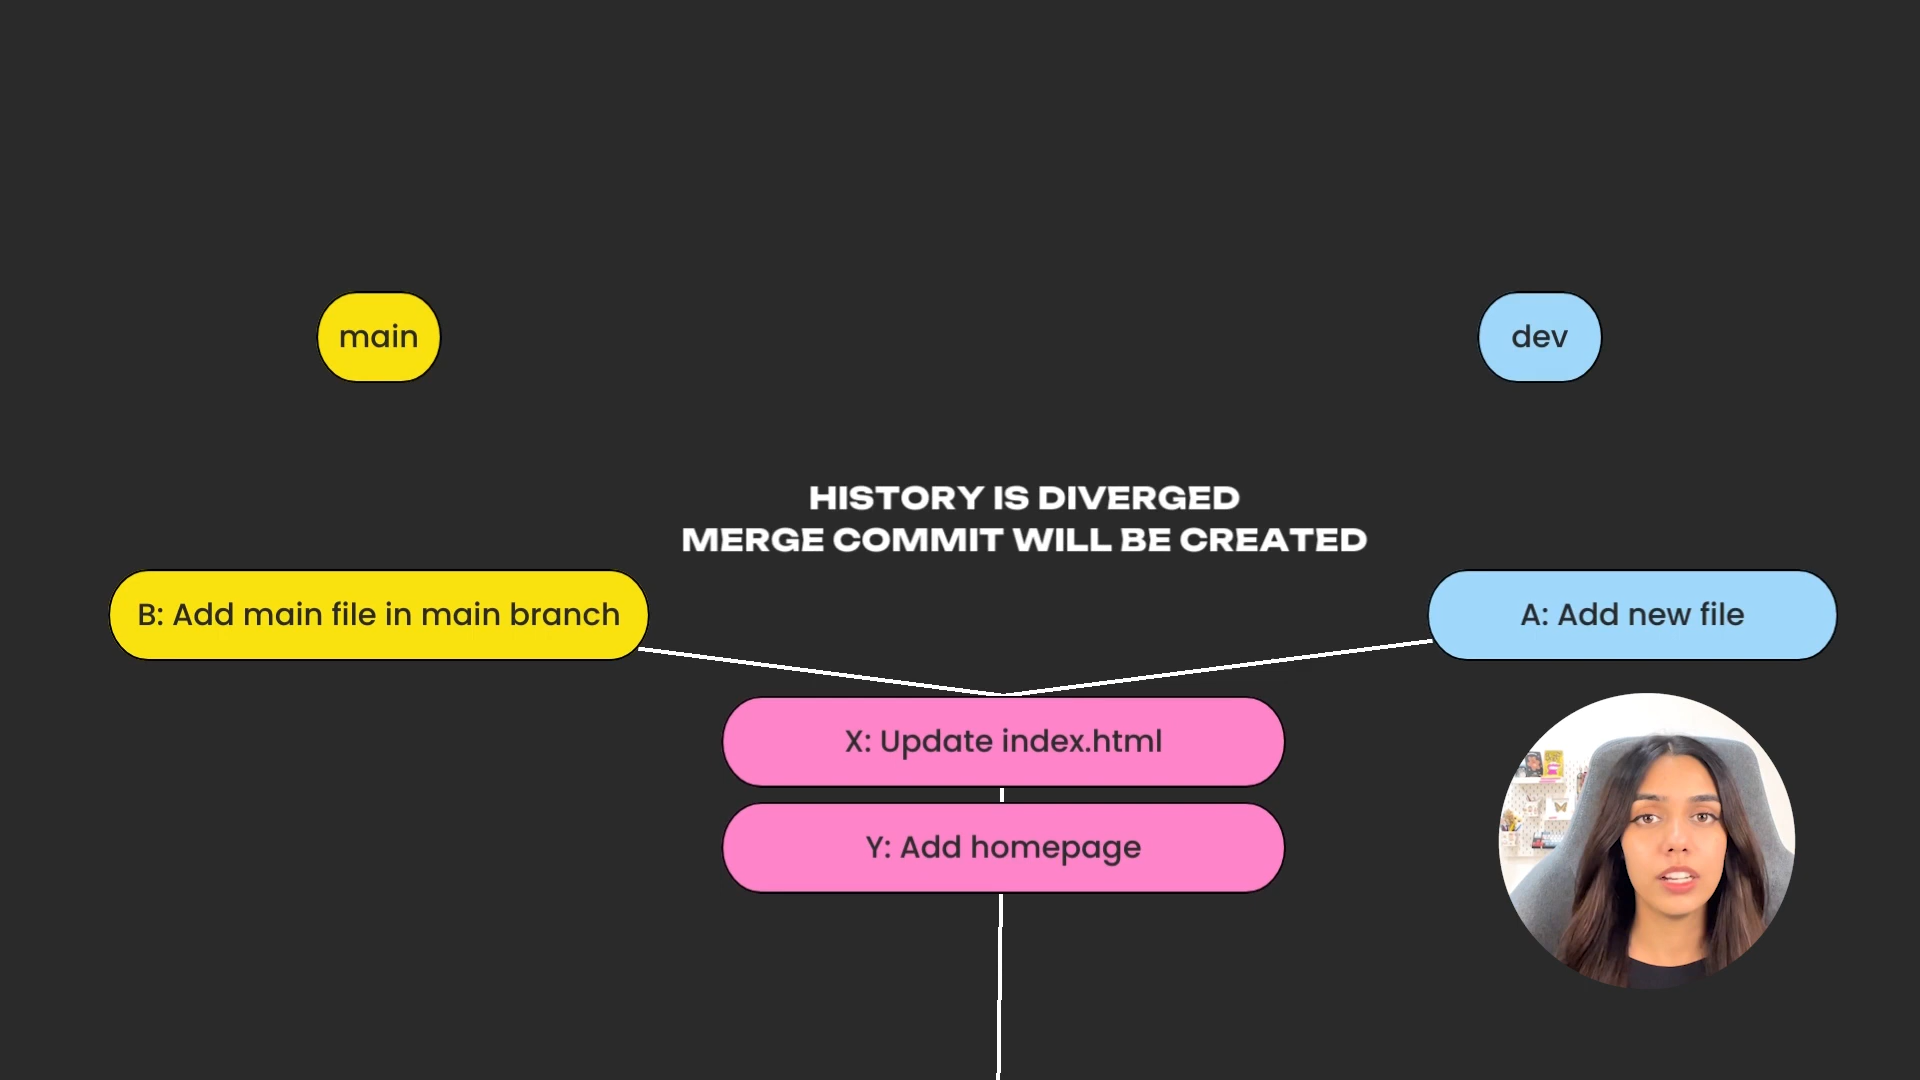 main
dev
HISTORY IS DIVERGED
MERGE COMMIT WILL BE CREATED
B: Add main file in main branch
A: Add new file
X: Update index.html
Y: Add homepage